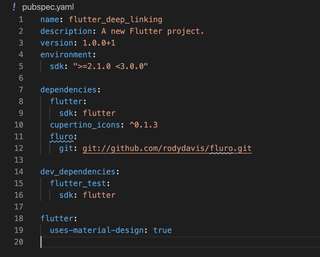 ! pubspec.yaml
1 name: flutter_deep_linking
2 description: A new Flutter project.
3 version: 1.0.0+1
4 environment:
5   sdk: ">=2.1.0 <3.0.0"
6
7 dependencies:
8   flutter:
9     sdk: flutter
10   cupertino_icons: ^0.1.3
11   fluro:
12     git: git://github.com/rodydavis/fluro.git
13
14 dev_dependencies:
15   flutter_test:
16     sdk: flutter
17
18 flutter:
19   uses-material-design: true
20